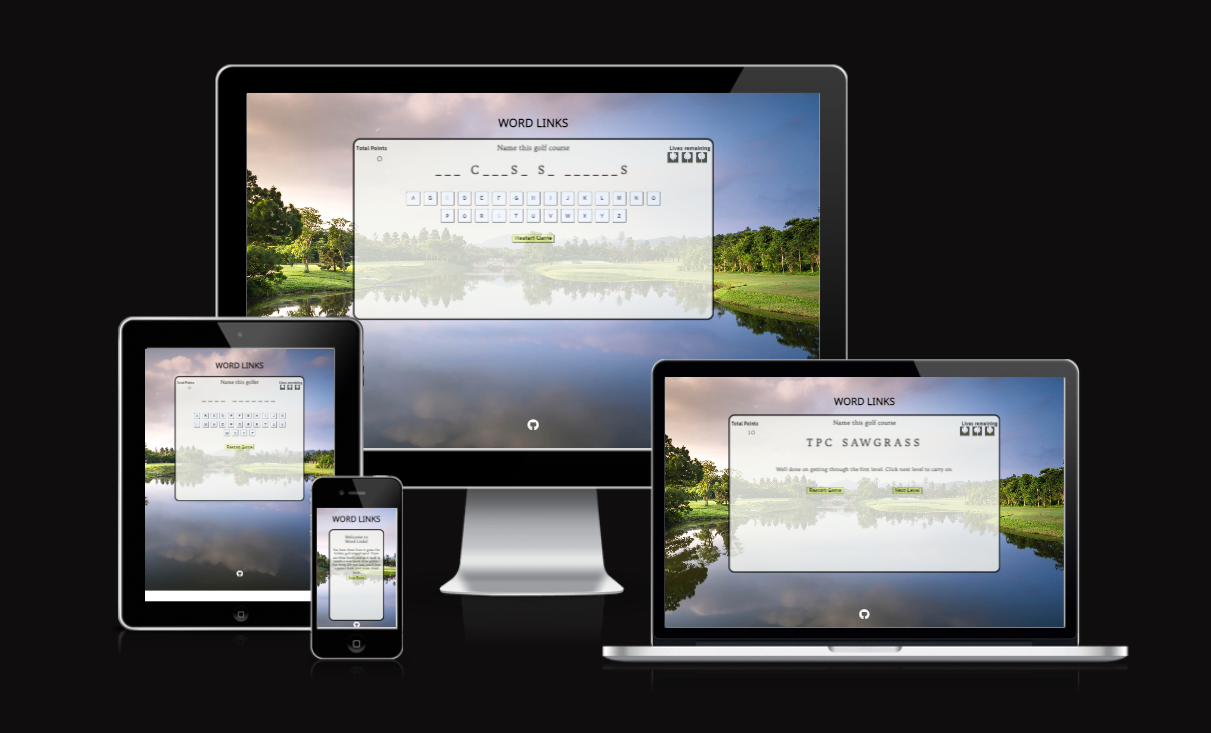 WORD LINKS
Total Points
Name this golf course
Lives remaining
0
_ _ _ C _ _ _ S _ S _ _ _ _ _ _ _ S
A B C D E F G H I J K L M N O
P Q R S T U V W X Y Z
Restart Game
WORD LINKS
Total Points
Name this golfer
Lives remaining
_ _ _ _ _ _ _ _ _ _ _
Restart Game
WORD LINKS
Welcome to
Word Links!
WORD LINKS
Total Points
Name this golf course
Lives remaining
10
TPC SAWGRASS
Well done on getting through the first level. Click next level to carry on.
Restart Game Next Level